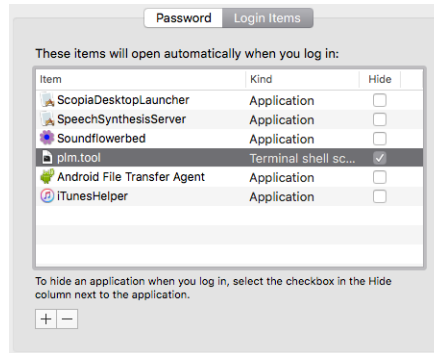 Password Login Items
These items will open automatically when you log in:
Item Kind Hide
ScopiaDesktopLauncher Application
SpeechSynthesisServer Application
Soundflowerbed Application
plm.tool Terminal shell sc...
Android File Transfer Agent Application
iTunesHelper Application
To hide an application when you log in, select the checkbox in the Hide
column next to the application.
+ −